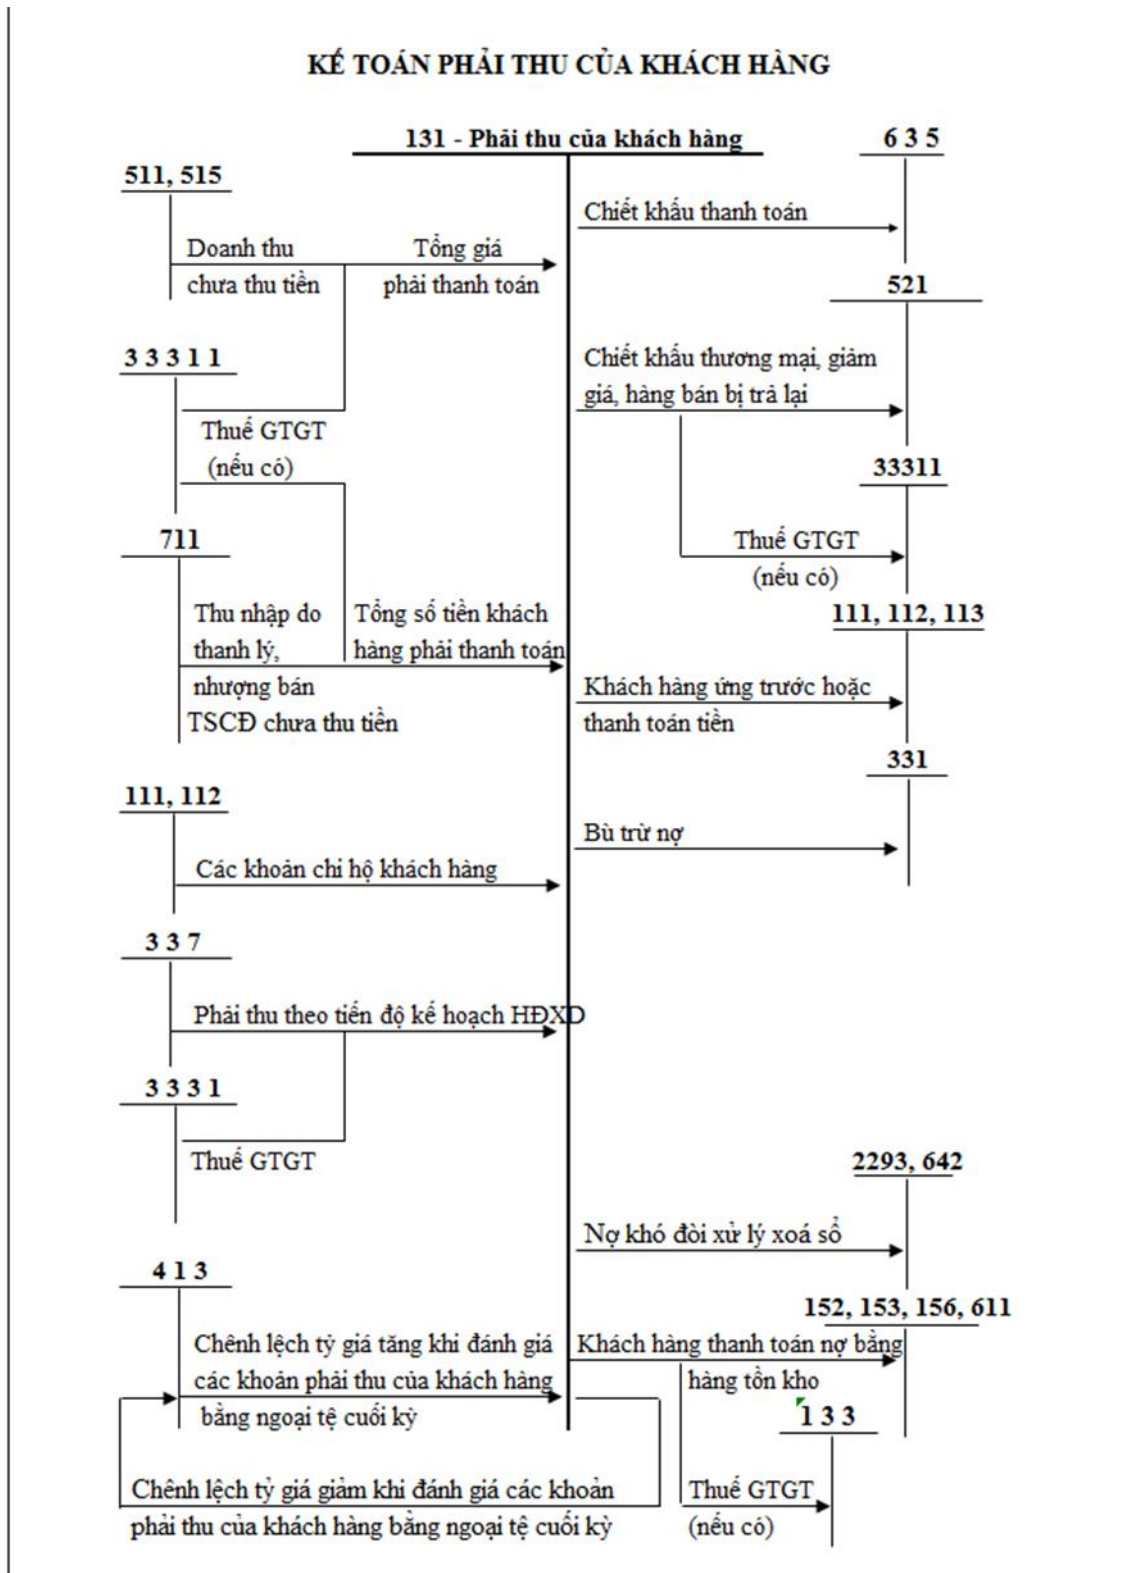 KẾ TOÁN PHẢI THU CỦA KHÁCH HÀNG
131 - Phải thu của khách hàng
6 3 5
511, 515
Chiết khấu thanh toán
Doanh thu
chưa thu tiền
Tổng giá
phải thanh toán
521
3 3 3 1 1
Chiết khấu thương mại, giảm
giá, hàng bán bị trả lại
Thuế GTGT
(nếu có)
33311
711
Thuế GTGT
(nếu có)
Thu nhập do
thanh lý,
nhượng bán
TSCĐ chưa thu tiền
Tổng số tiền khách
hàng phải thanh toán
111, 112, 113
Khách hàng ứng trước hoặc
thanh toán tiền
331
111, 112
Bù trừ nợ
Các khoản chi hộ khách hàng
3 3 7
Phải thu theo tiến độ kế hoạch HĐXD
3 3 3 1
Thuế GTGT
2293, 642
Nợ khó đòi xử lý xoá sổ
4 1 3
152, 153, 156, 611
Chênh lệch tỷ giá tăng khi đánh giá
các khoản phải thu của khách hàng
bằng ngoại tệ cuối kỳ
Khách hàng thanh toán nợ bằng
hàng tồn kho
1 3 3
Chênh lệch tỷ giá giảm khi đánh giá các khoản
phải thu của khách hàng bằng ngoại tệ cuối kỳ
Thuế GTGT
(nếu có)